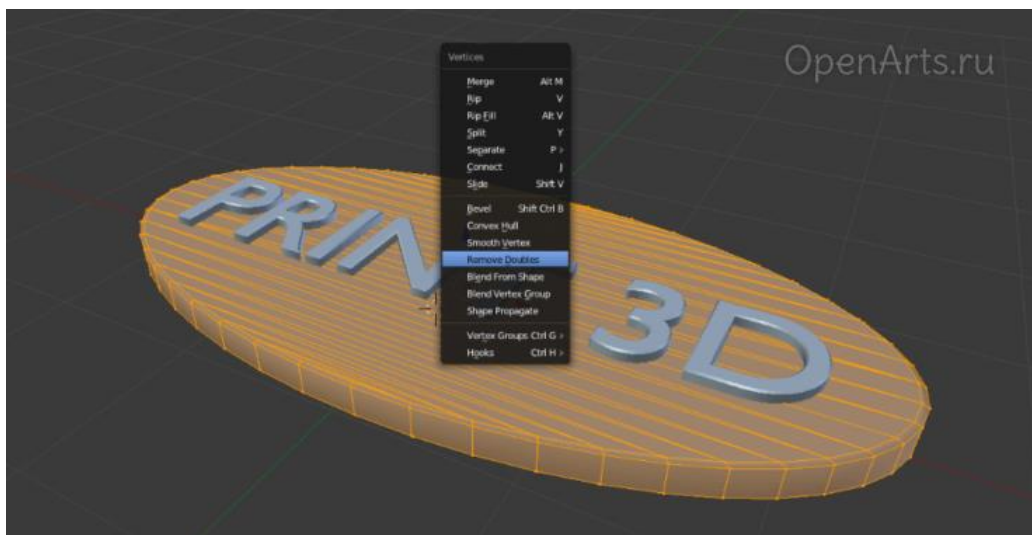 OpenArts.ru
Vertices
Merge Alt M
Rip V
Rip Fill Alt V
Split Y
Separate P >
Connect J
Slide Shift V
Bevel Shift Ctrl B
Convex Hull
Smooth Vertex
Remove Doubles
Blend From Shape
Blend Vertex Group
Shape Propagate
Vertex Groups Ctrl G >
Hooks Ctrl H >
PRIN 3D